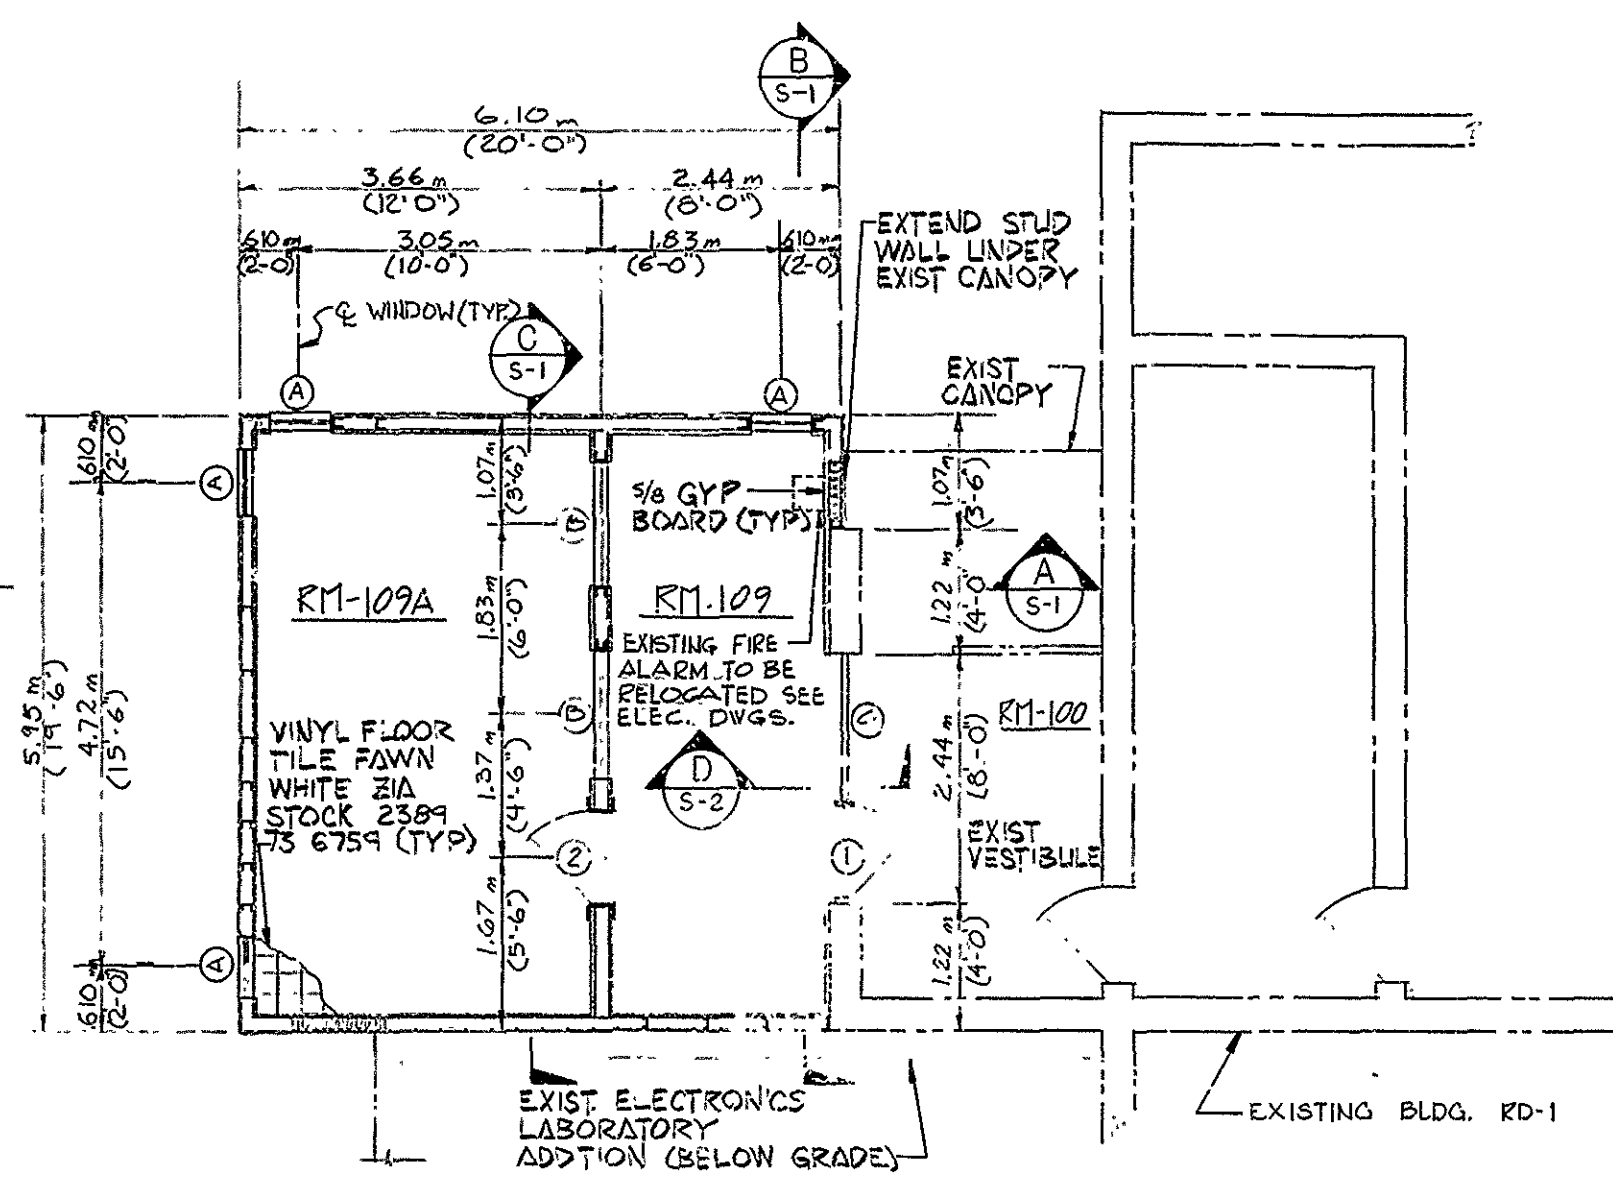 B
S-1
6.10 m
(20'-0")
3.66 m
(12'0")
2.44 m
(8'-0")
.610 m
(2-0)
3.05 m
(10-0")
1.83 m
(6-0")
.610 m
(2-0)
EXTEND STUD
WALL UNDER
EXIST CANOPY
℄ WINDOW (TYP.)
C
S-1
EXIST
CANOPY
A
A
A
.610 m
(2'-0)
1.07 m
(3'-6")
5/8 GYP
BOARD (TYP)
B
1.07 m
(3'-6")
A
S-1
1.22 m
(4'-0
RM-109A
RM.109
1.83 m
(6'-0")
EXISTING FIRE
ALARM TO BE
RELOCATED SEE
ELEC. DWGS.
5.95 m
(19'-6")
4.72 m
(15'-6")
VINYL FLOOR
TILE FAWN
WHITE ZIA
STOCK 2389
73 6759 (TYP)
B
C
RM-100
1.37 m
(4'-6")
D
S-2
2.44 m
(8'-0")
EXIST
VESTIBULE
2
1
A
.610 m
(2'-0)
1.67 m
(5'-6")
1.22 m
(4'-0)
EXIST. ELECTRONICS
LABORATORY
ADDTION (BELOW GRADE)
EXISTING BLDG. RD-1